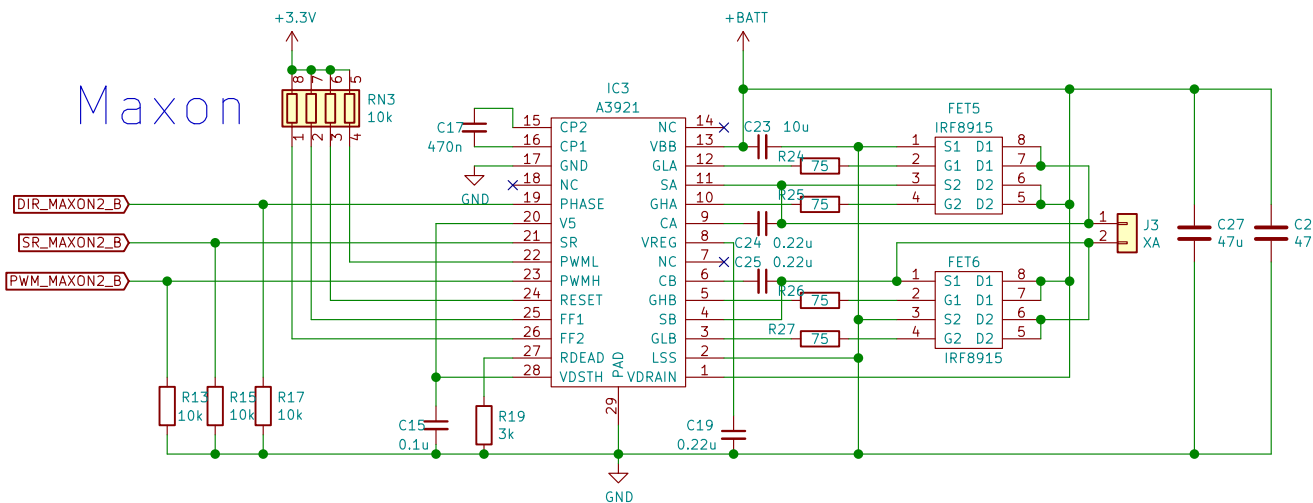 +3.3V
+BATT
Maxon
8 7 6 5
RN3
10k
1 2 3 4
IC3
A3921
C17
470n
GND
DIR_MAXON2_B
SR_MAXON2_B
PWM_MAXON2_B
15 CP2
16 CP1
17 GND
18 NC
19 PHASE
20 V5
21 SR
22 PWML
23 PWMH
24 RESET
25 FF1
26 FF2
27 RDEAD
28 VDSTH
PAD
29
NC 14
VBB 13
GLA 12
SA 11
GHA 10
CA 9
VREG 8
NC 7
CB 6
GHB 5
SB 4
GLB 3
LSS 2
VDRAIN 1
C23 10u
R24
75
R25
75
C24 0.22u
C25 0.22u
R26
75
R27
75
FET5
IRF8915
1 S1 D1 8
2 G1 D1 7
3 S2 D2 6
4 G2 D2 5
FET6
1 S1 D1 8
2 G1 D1 7
3 S2 D2 6
4 G2 D2 5
IRF8915
1
2
J3
XA
C27
47u
C2
47
R13
10k
R15
10k
R17
10k
C15
0.1u
R19
3k
C19
0.22u
GND